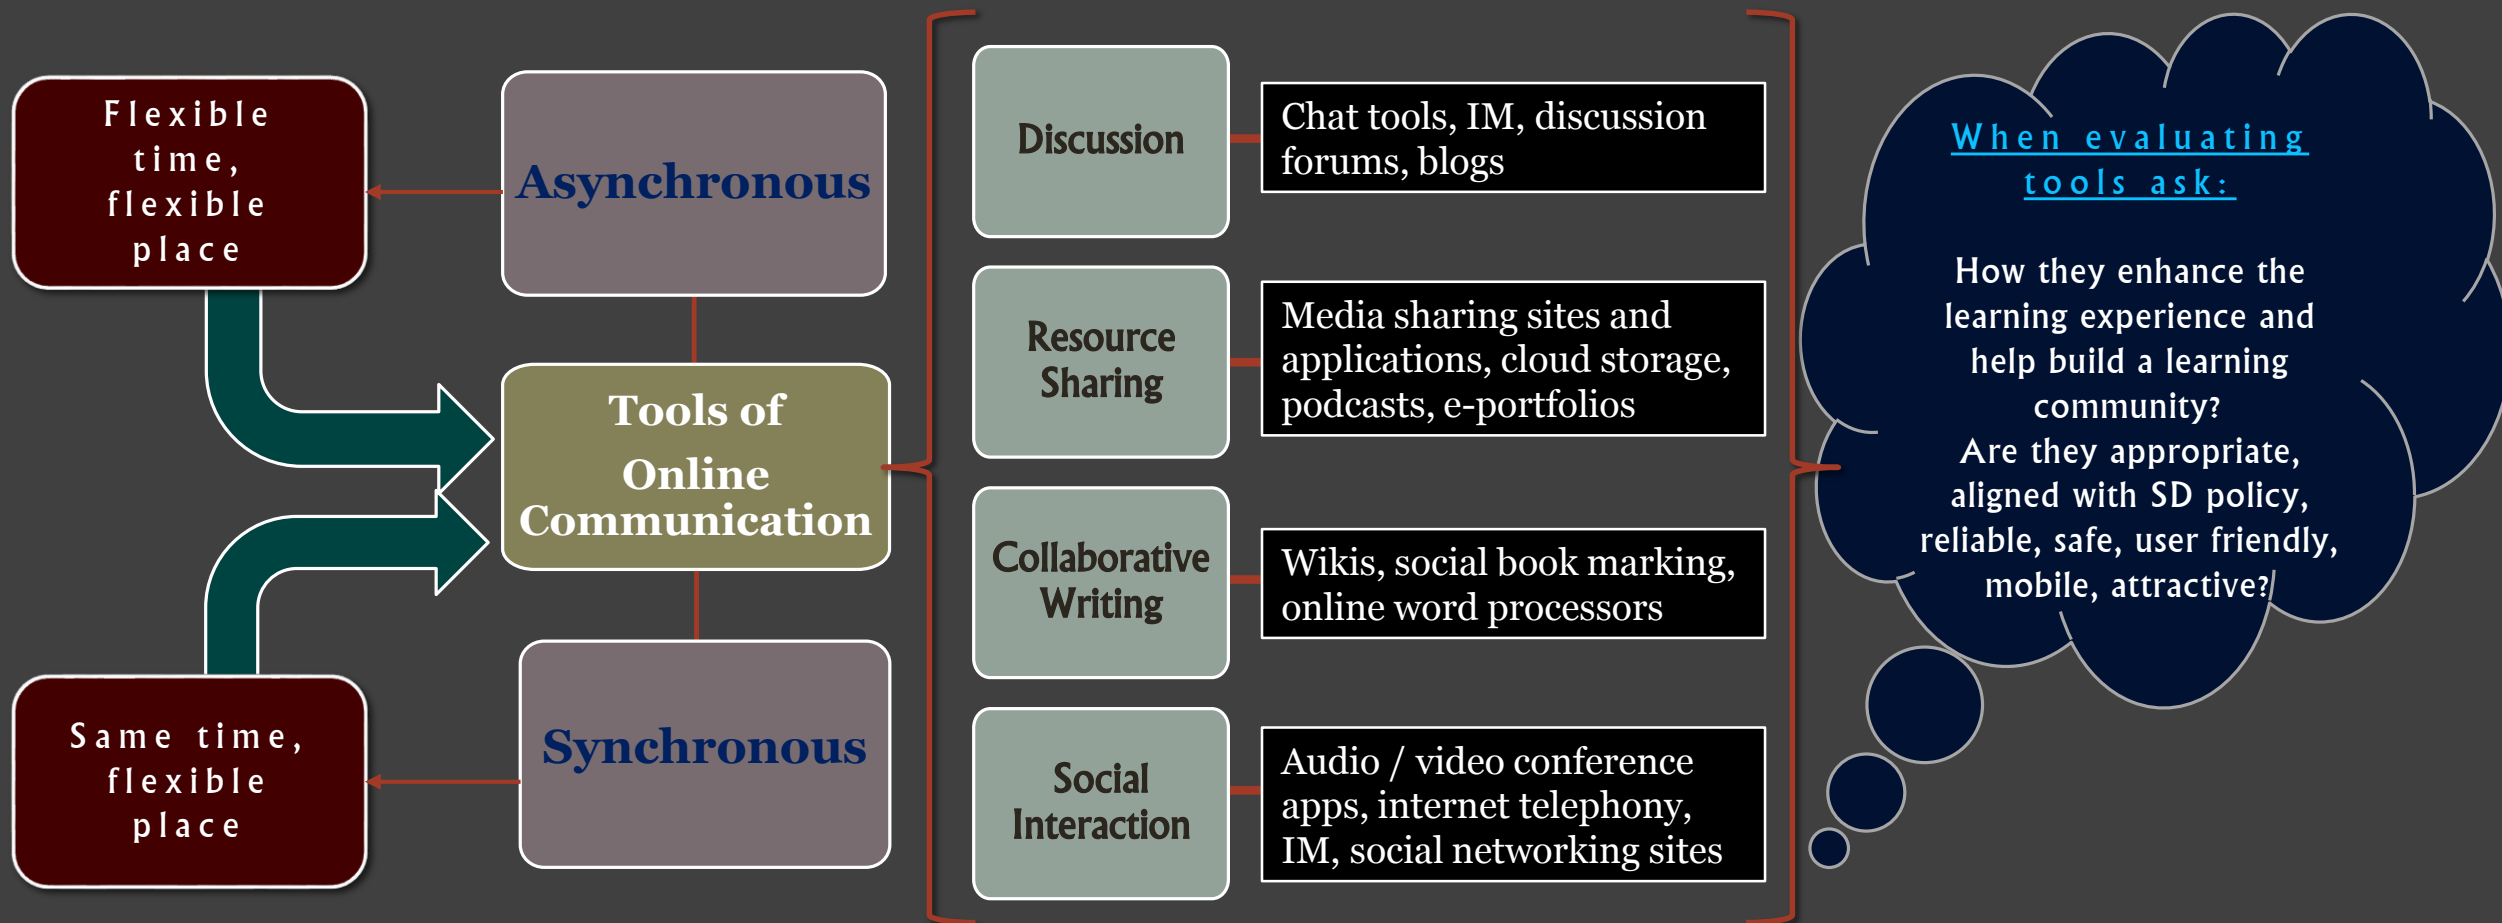 Flexible
time,
flexible
place
Asynchronous
Tools of
Online
Communication
Same time,
flexible
place
Synchronous
Discussion
Chat tools, IM, discussion
forums, blogs
Resource
Sharing
Media sharing sites and
applications, cloud storage,
podcasts, e-portfolios
Collaborative
Writing
Wikis, social book marking,
online word processors
Social
Interaction
Audio / video conference
apps, internet telephony,
IM, social networking sites
When evaluating
tools ask:
How they enhance the
learning experience and
help build a learning
community?
Are they appropriate,
aligned with SD policy,
reliable, safe, user friendly,
mobile, attractive?